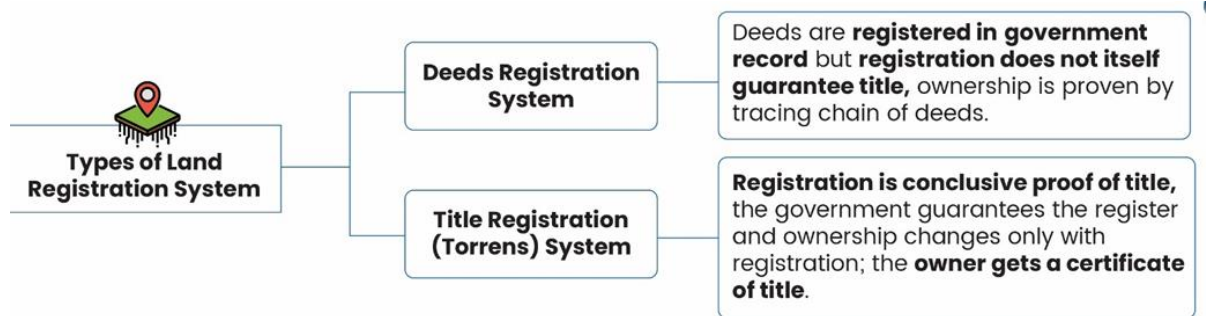 Types of Land
Registration System
Deeds Registration
System
Deeds are registered in government
record but registration does not itself
guarantee title, ownership is proven by
tracing chain of deeds.
Title Registration
(Torrens) System
Registration is conclusive proof of title,
the government guarantees the register
and ownership changes only with
registration; the owner gets a certificate
of title.